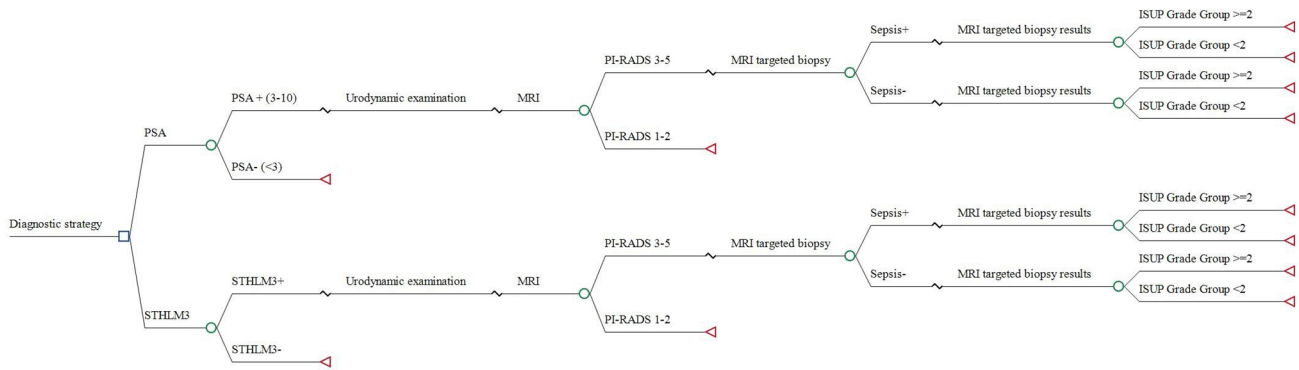 ISUP Grade Group >=2
Sepsis+
MRI targeted biopsy results
ISUP Grade Group <2
PI-RADS 3-5
MRI targeted biopsy
ISUP Grade Group >=2
Sepsis-
MRI targeted biopsy results
ISUP Grade Group <2
PSA + (3-10)
Urodynamic examination
MRI
PSA
PI-RADS 1-2
PSA- (<3)
Diagnostic strategy
ISUP Grade Group >=2
Sepsis+
MRI targeted biopsy results
ISUP Grade Group <2
PI-RADS 3-5
MRI targeted biopsy
ISUP Grade Group >=2
Sepsis-
MRI targeted biopsy results
ISUP Grade Group <2
STHLM3+
Urodynamic examination
MRI
STHLM3
PI-RADS 1-2
STHLM3-